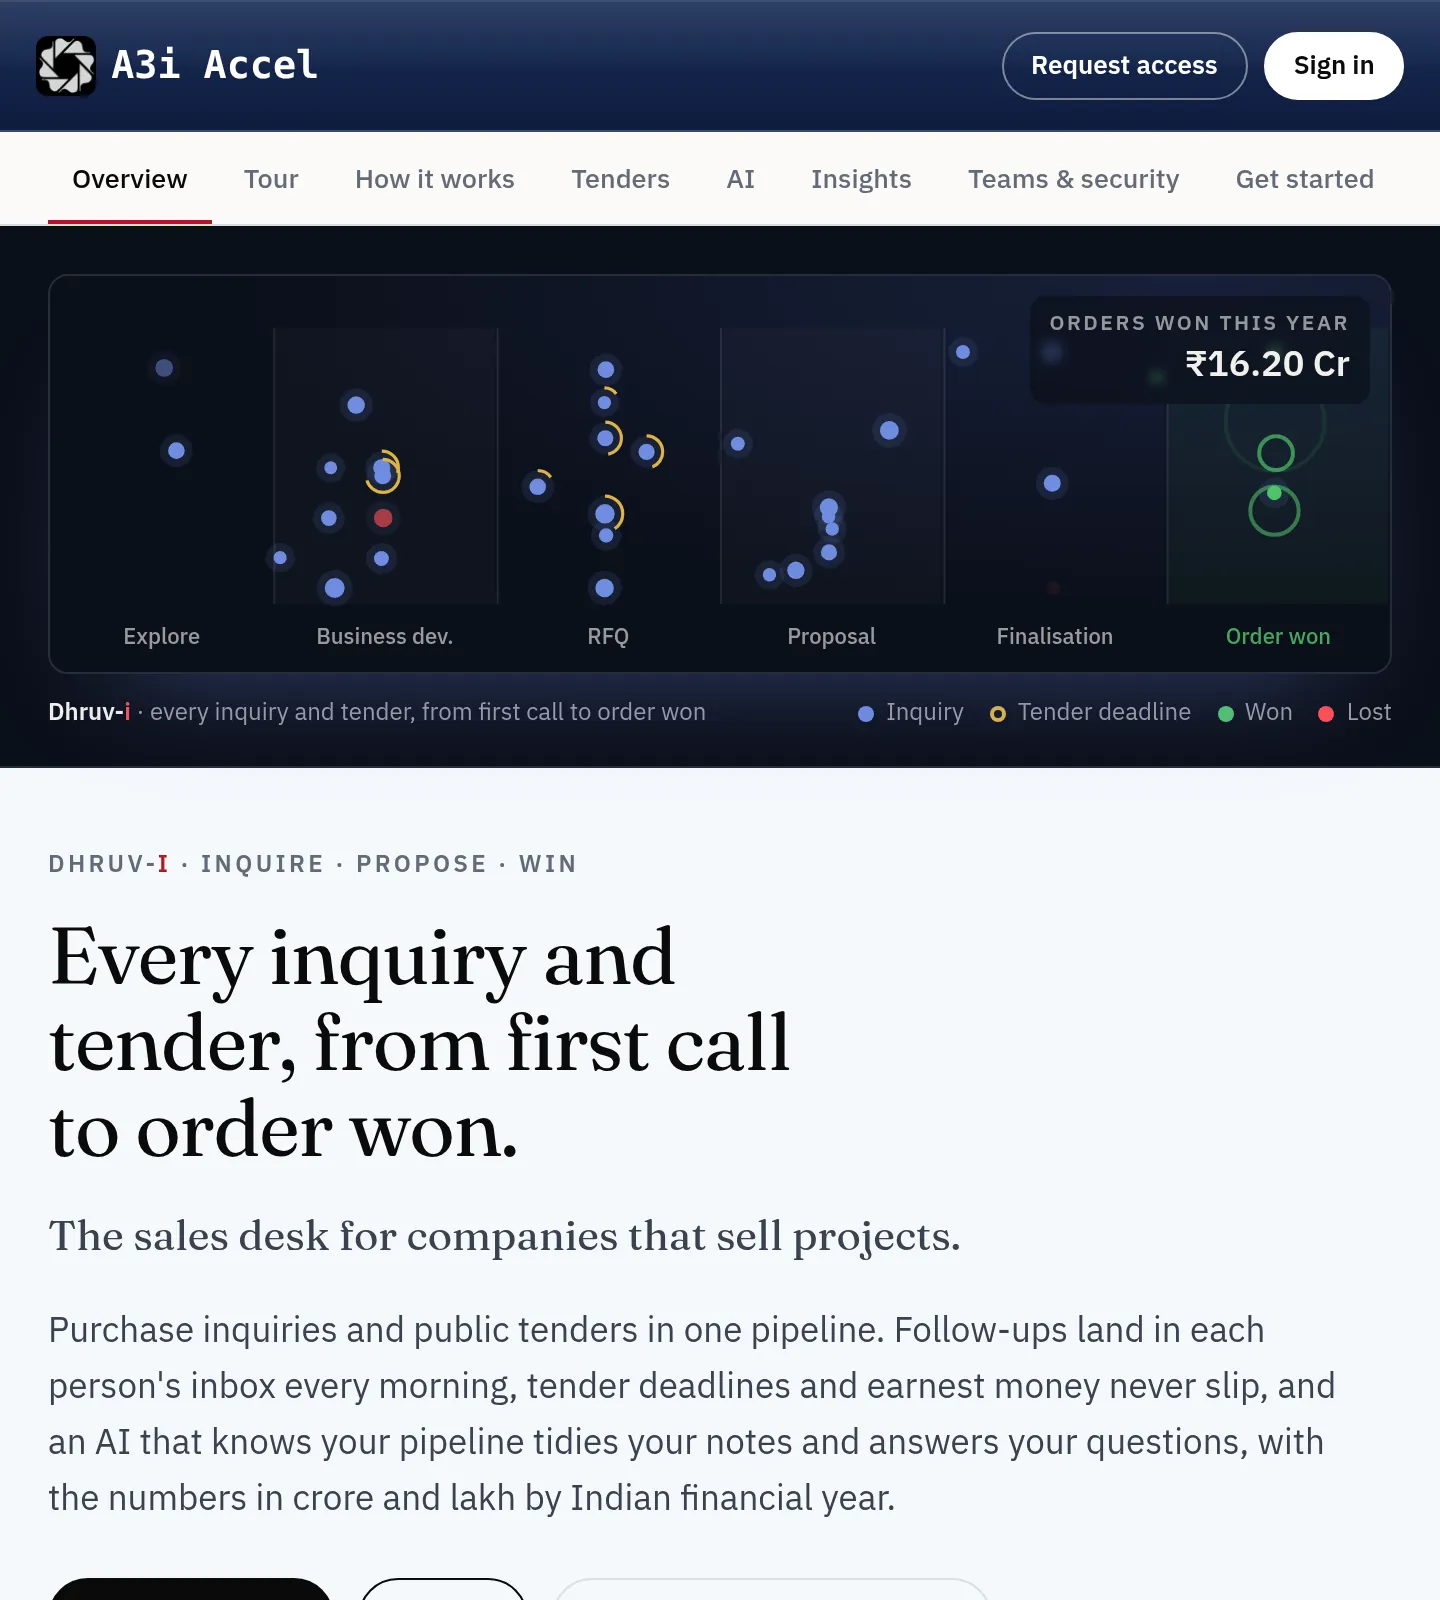 A3i Accel
Request access
Sign in
Overview
Tour
How it works
Tenders
AI
Insights
Teams & security
Get started
ORDERS WON THIS YEAR
₹16.20 Cr
Explore
Business dev.
RFQ
Proposal
Finalisation
Order won
Dhruv-i · every inquiry and tender, from first call to order won
Inquiry
Tender deadline
Won
Lost
DHRUV-I · INQUIRE · PROPOSE · WIN
Every inquiry and
tender, from first call
to order won.
The sales desk for companies that sell projects.
Purchase inquiries and public tenders in one pipeline. Follow-ups land in each
person's inbox every morning, tender deadlines and earnest money never slip, and
an AI that knows your pipeline tidies your notes and answers your questions, with
the numbers in crore and lakh by Indian financial year.